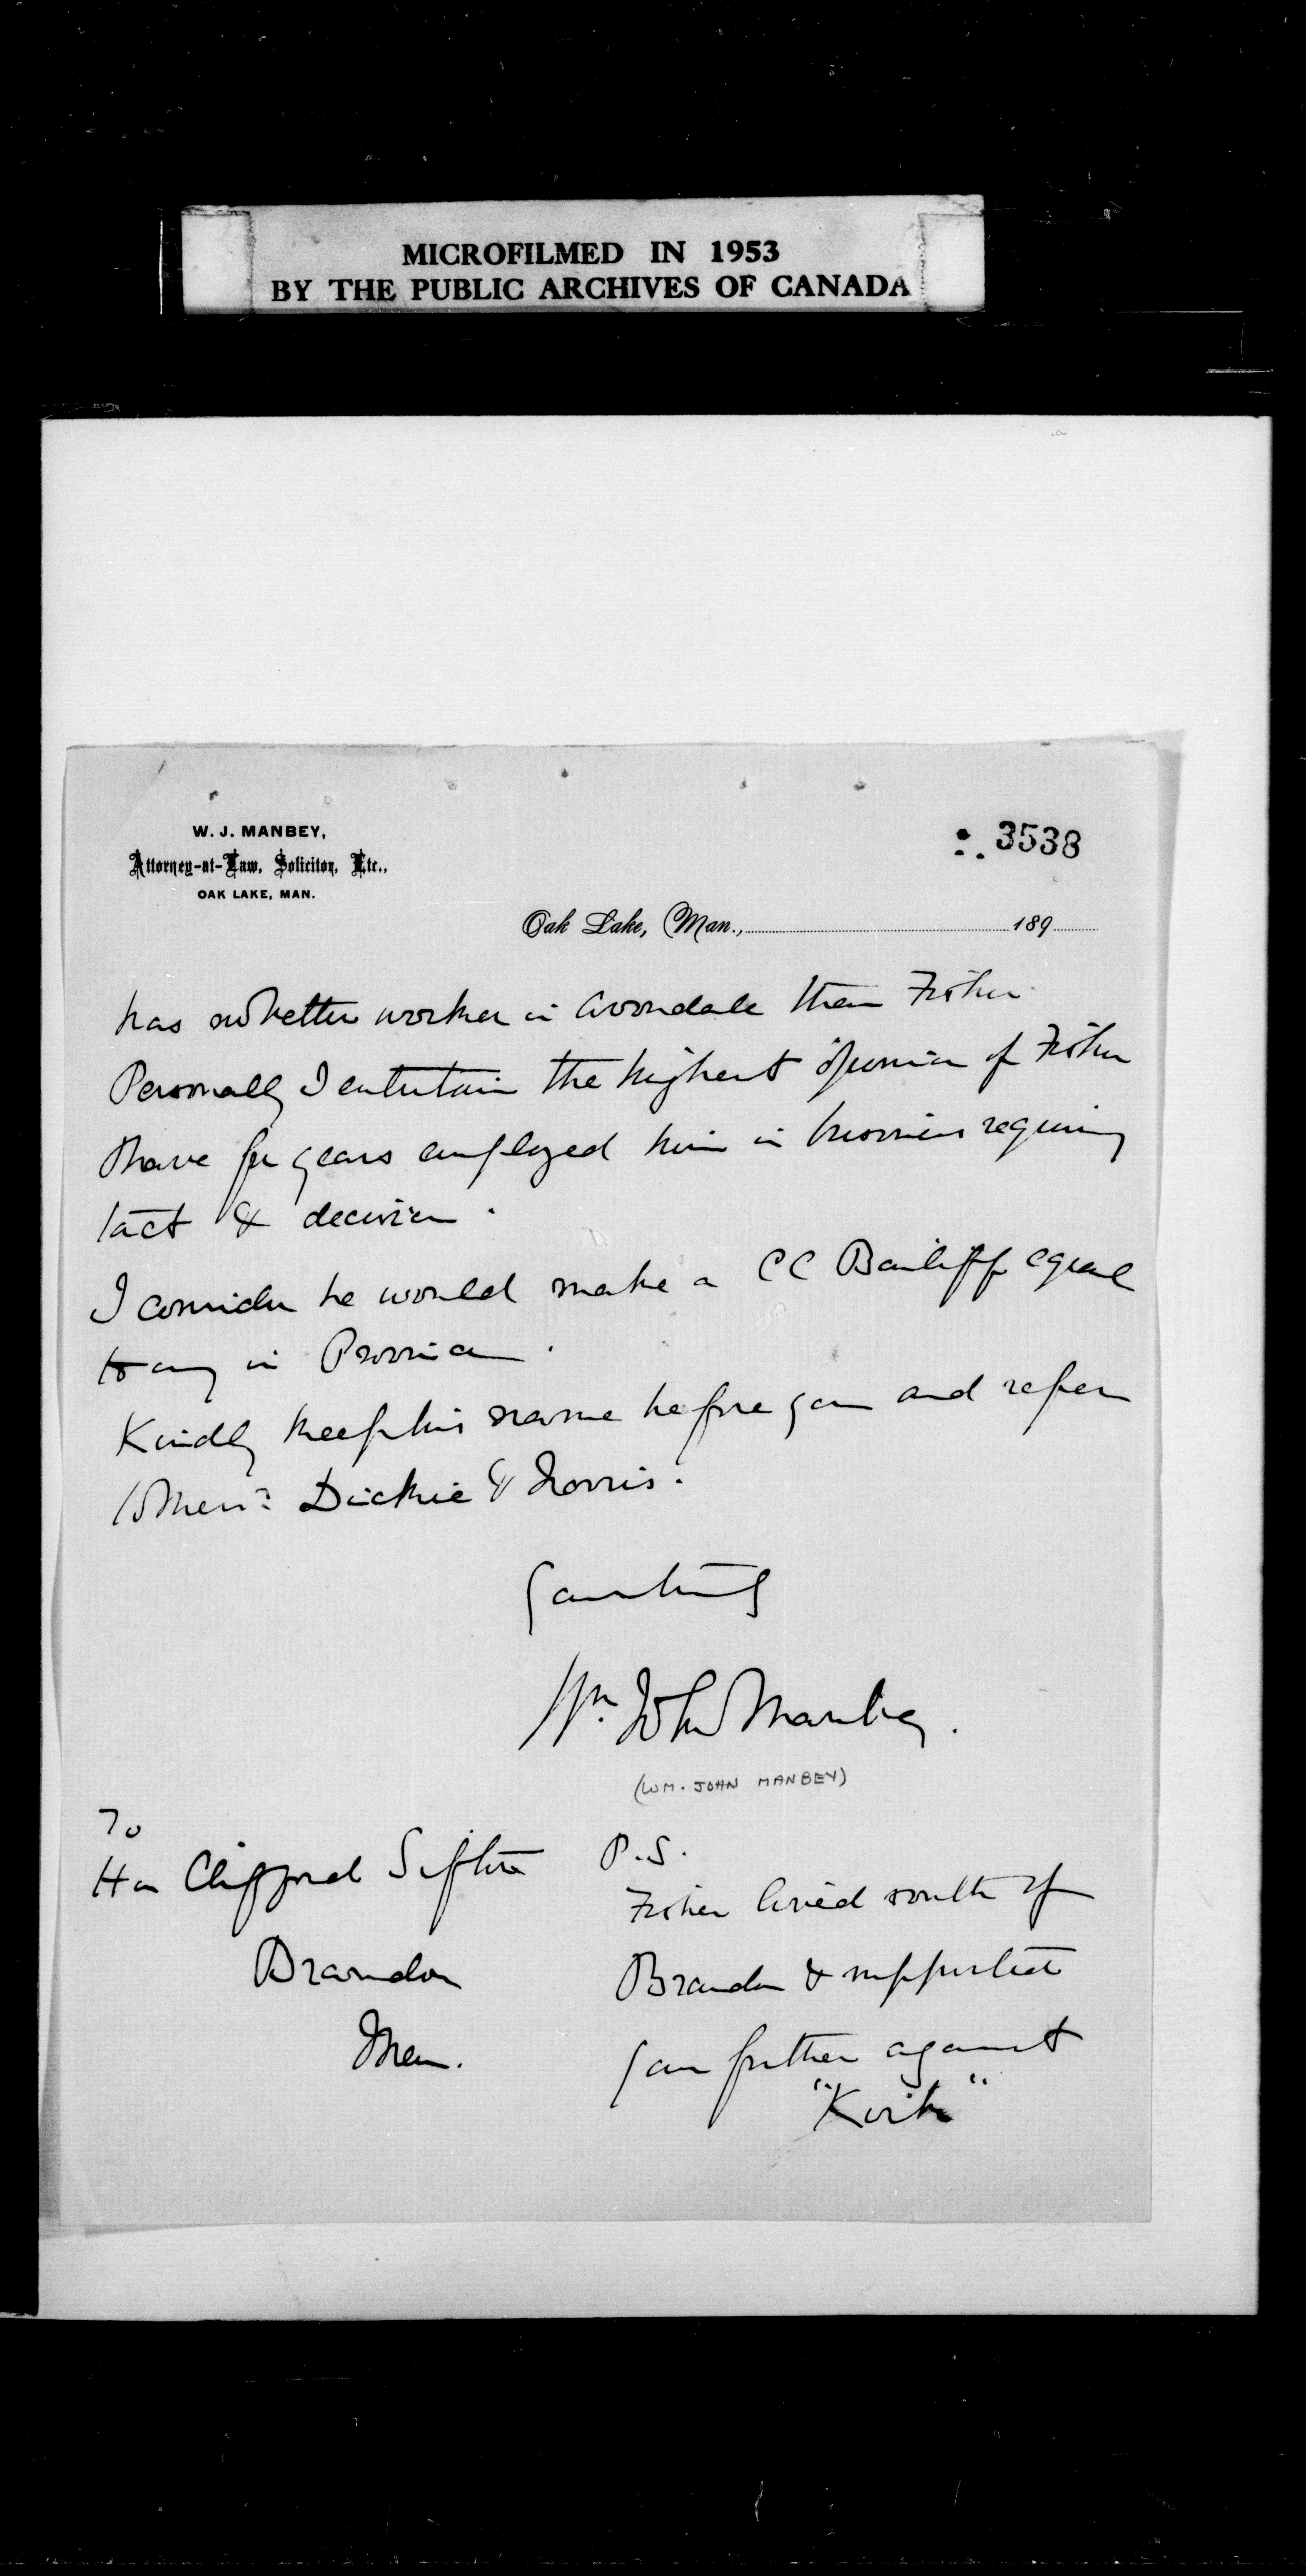 MICROFILMED IN 1953
BY THE PUBLIC ARCHIVES OF CANADA
3538
W. J. MANBEY,
Attorney-at-Law, Solicitor, Etc.,
OAK LAKE, MAN.
Oak Lake, Man., 189
has no better worker in Avondale than Fisher
Personally I entertain the highest opinion of Fisher
I have for years employed him in business requiring
tact & decision.
I consider he would make a CC Bailiff equal
to any in Province.
Kindly keep his name before you and refer
to Messrs Dickie & Norris.
Yours truly
Wm John Manbey.
(WM. JOHN MANBEY)
To
Hon Clifford Sifton
Brandon
Man.
P.S.
Fisher lived south of
Brandon & supported
your father against
"Kirk"